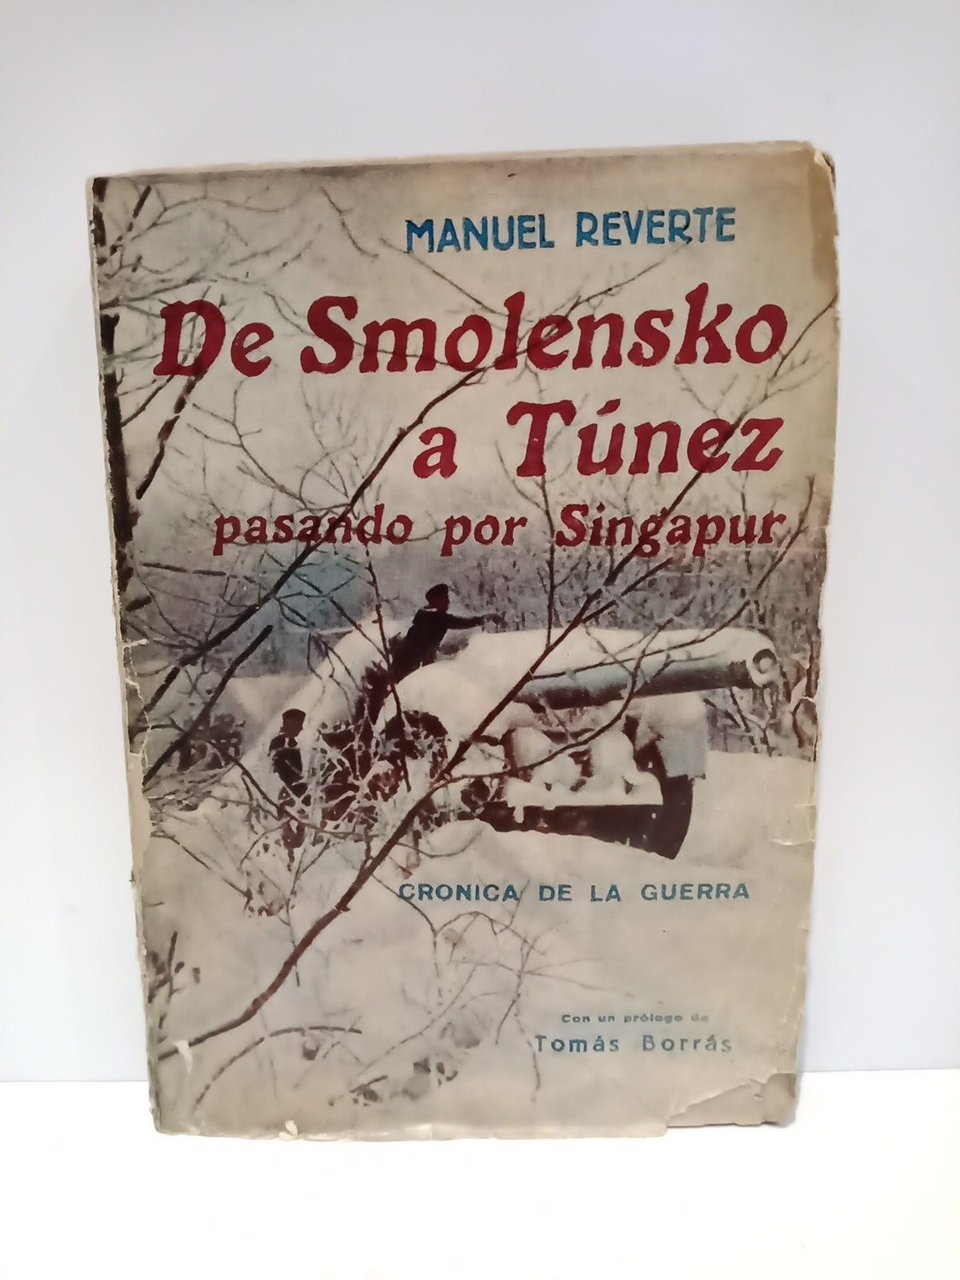 MANUEL REVERTE
De Smolensko
a Túnez
pasando por Singapur
CRONICA DE LA GUERRA
Con un prólogo de
Tomás Borrás